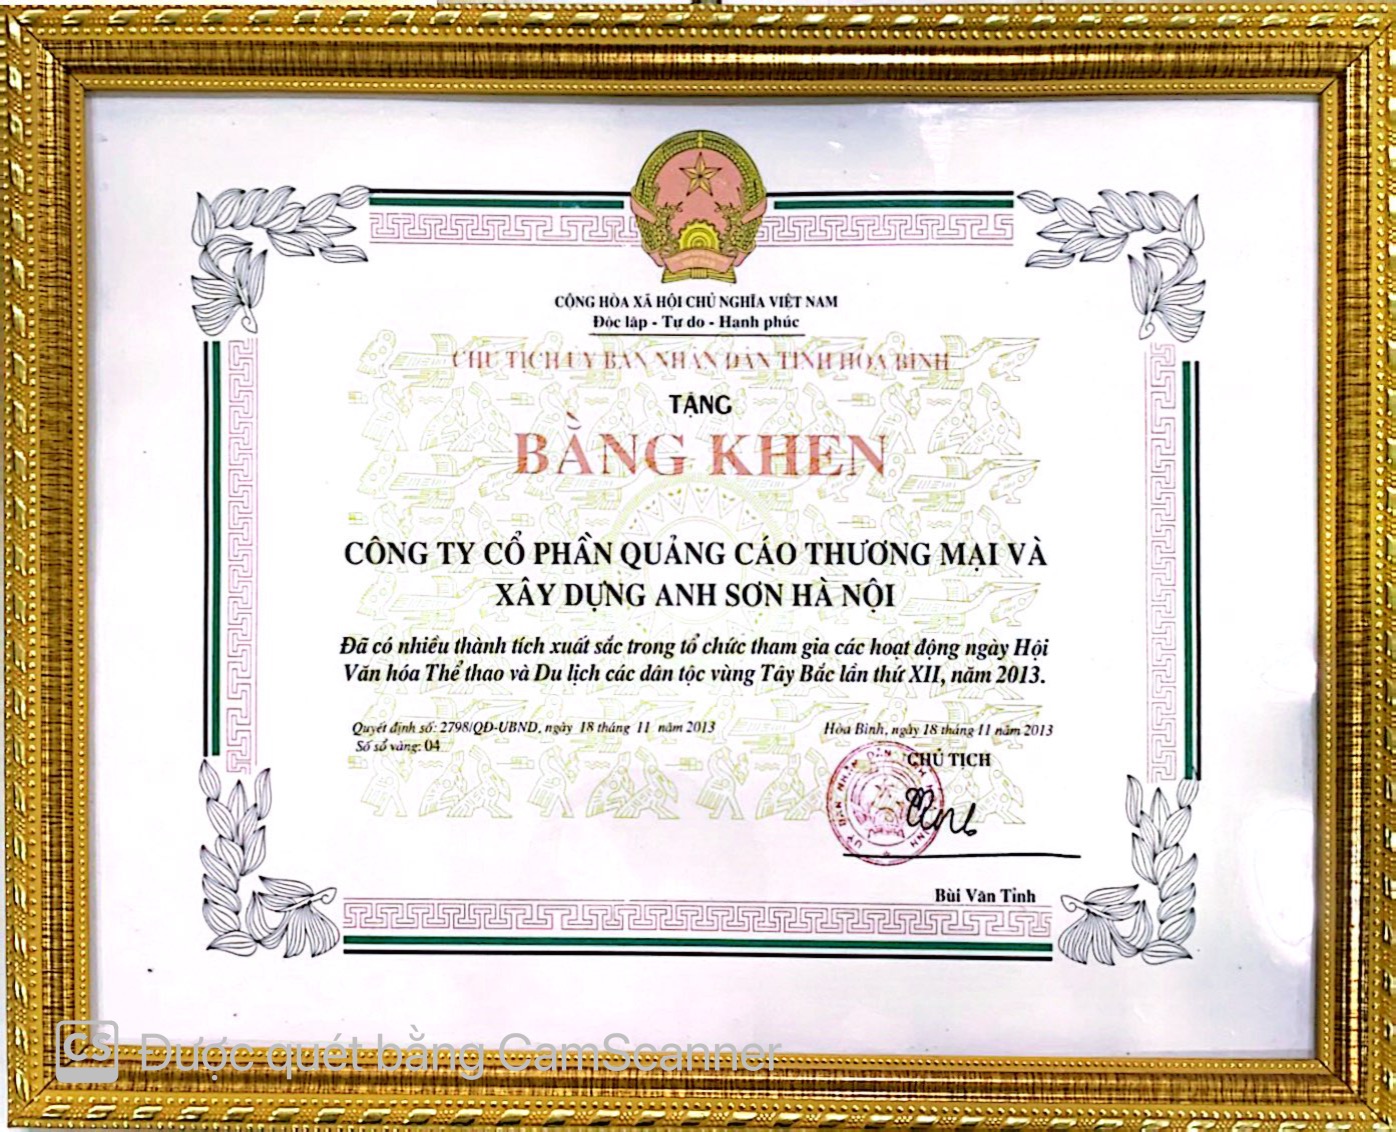 CỘNG HÒA XÃ HỘI CHỦ NGHĨA VIỆT NAM
Độc lập - Tự do - Hạnh phúc
CHỦ TỊCH ỦY BAN NHÂN DÂN TỈNH HÒA BÌNH
TẶNG
BẰNG KHEN
CÔNG TY CỔ PHẦN QUẢNG CÁO THƯƠNG MẠI VÀ
XÂY DỰNG ANH SƠN HÀ NỘI
Đã có nhiều thành tích xuất sắc trong tổ chức tham gia các hoạt động ngày Hội
Văn hóa Thể thao và Du lịch các dân tộc vùng Tây Bắc lần thứ XII, năm 2013.
Quyết định số: 2798/QĐ-UBND, ngày 18 tháng 11 năm 2013
Số sổ vàng: 04
Hòa Bình, ngày 18 tháng 11 năm 2013
CHỦ TỊCH
Bùi Văn Tỉnh
CS Được quét bằng CamScanner